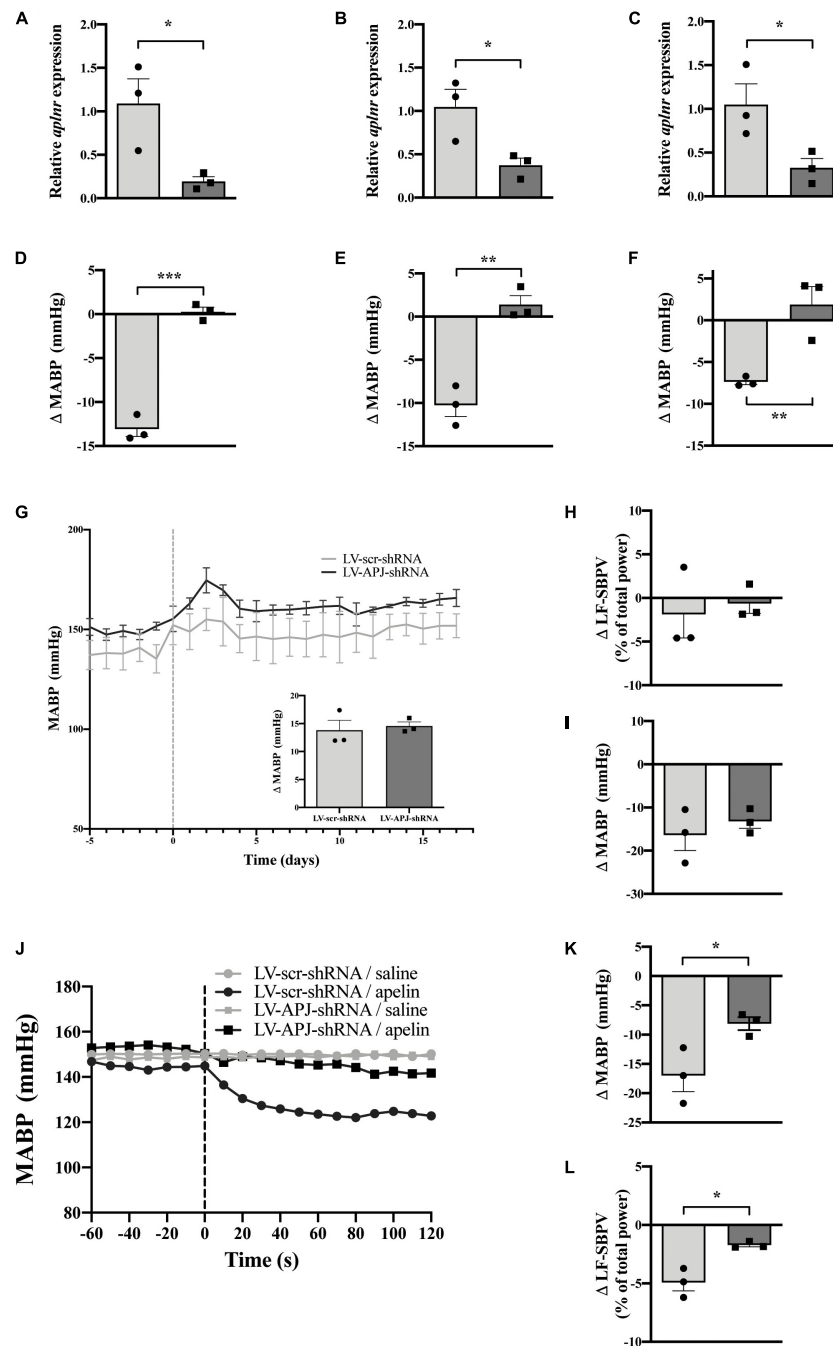 A
Relative aplnr expression
1.5
1.0
0.5
0.0
*
B
Relative aplnr expression
1.5
1.0
0.5
0.0
*
C
Relative aplnr expression
2.0
1.5
1.0
0.5
0.0
*
D
Δ MABP (mmHg)
5
0
-5
-10
-15
***
E
Δ MABP (mmHg)
5
0
-5
-10
-15
**
F
Δ MABP (mmHg)
5
0
-5
-10
-15
**
G
MABP (mmHg)
200
150
100
50
LV-scr-shRNA
LV-APJ-shRNA
Δ MABP (mmHg)
20
15
10
5
0
LV-scr-shRNA LV-APJ-shRNA
-5 0 5 10 15
Time (days)
H
Δ LF-SBPV
(% of total power)
10
5
0
-5
-10
I
Δ MABP (mmHg)
10
0
-10
-20
-30
J
LV-scr-shRNA / saline
LV-scr-shRNA / apelin
LV-APJ-shRNA / saline
LV-APJ-shRNA / apelin
MABP (mmHg)
180
160
140
120
100
80
-60 -40 -20 0 20 40 60 80 100 120
Time (s)
K
Δ MABP (mmHg)
5
0
-5
-10
-15
-20
-25
*
L
Δ LF-SBPV
(% of total power)
5
0
-5
-10
*